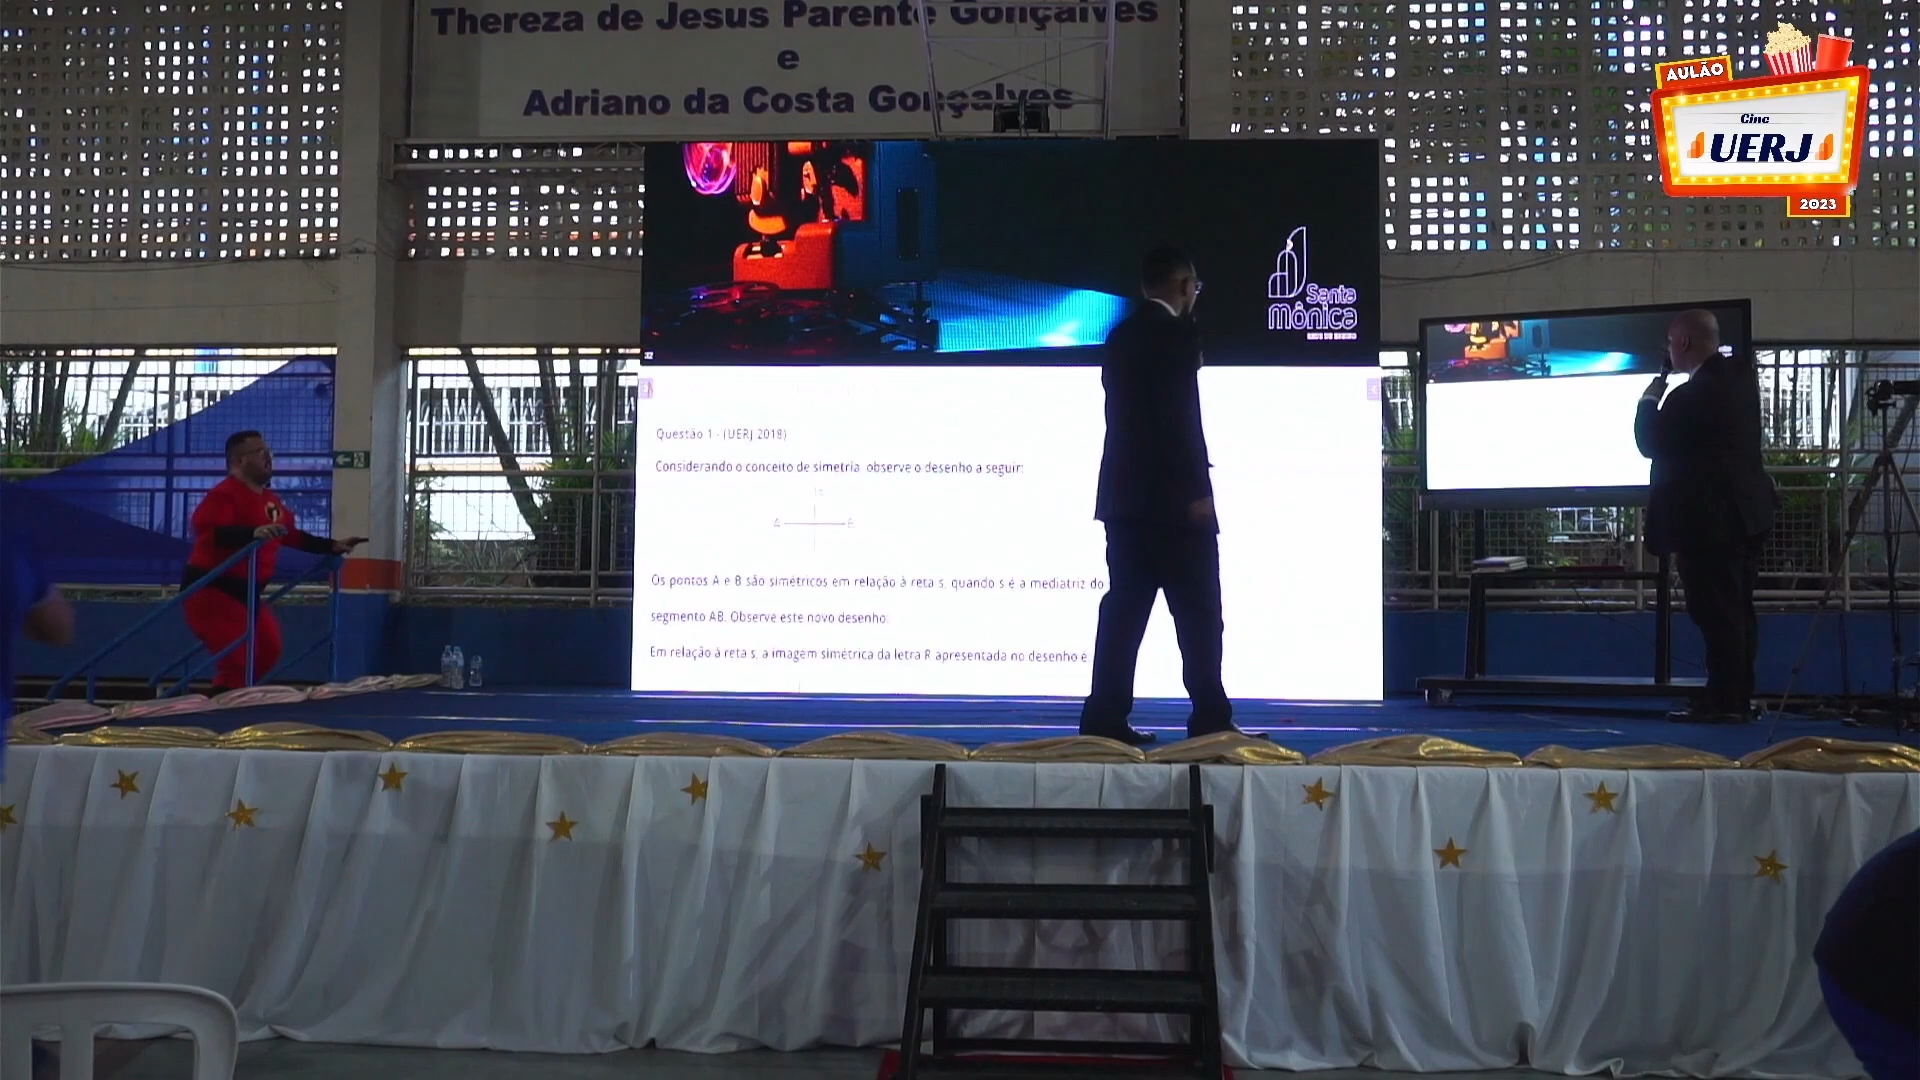 Thereza de Jesus Parente Gonçalves
e
Adriano da Costa Gonçalves
AULÃO
Cine
UERJ
2023
Santa
mônica
32
Questão 1 - (UERJ 2018)
Considerando o conceito de simetria observe o desenho a seguir:
Os pontos A e B são simétricos em relação à reta s, quando s é a mediatriz do
segmento AB. Observe este novo desenho:
Em relação à reta s, a imagem simétrica da letra R apresentada no desenho é